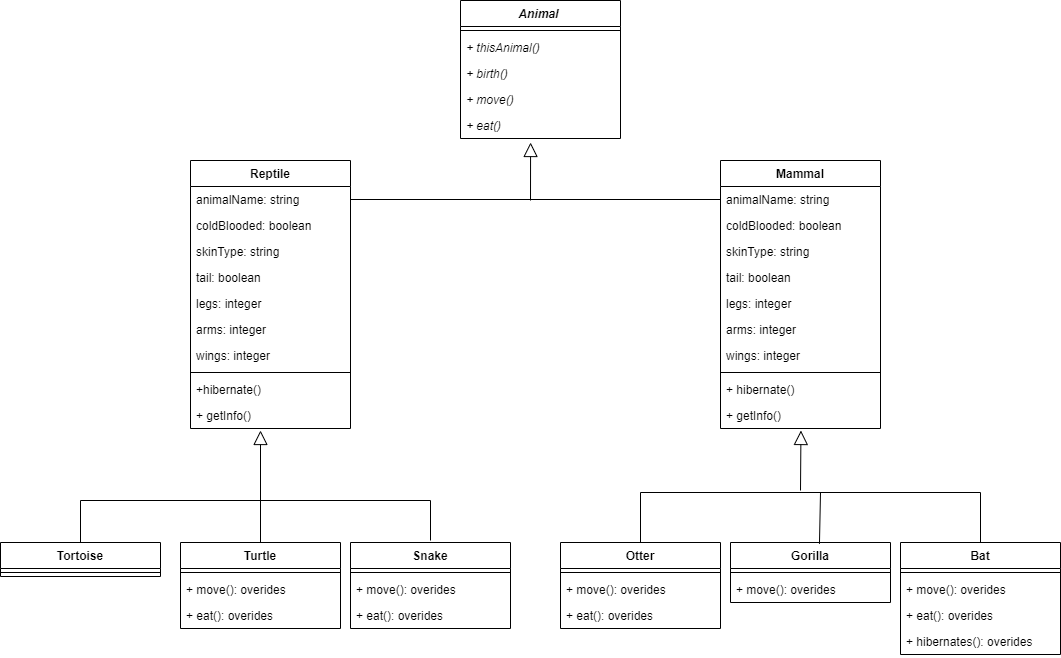 Animal
+ thisAnimal()
+ birth()
+ move()
+ eat()
Reptile
animalName: string
coldBlooded: boolean
skinType: string
tail: boolean
legs: integer
arms: integer
wings: integer
+hibernate()
+ getInfo()
Mammal
animalName: string
coldBlooded: boolean
skinType: string
tail: boolean
legs: integer
arms: integer
wings: integer
+ hibernate()
+ getInfo()
Tortoise
Turtle
+ move(): overides
+ eat(): overides
Snake
+ move(): overides
+ eat(): overides
Otter
+ move(): overides
+ eat(): overides
Gorilla
+ move(): overides
Bat
+ move(): overides
+ eat(): overides
+ hibernates(): overides